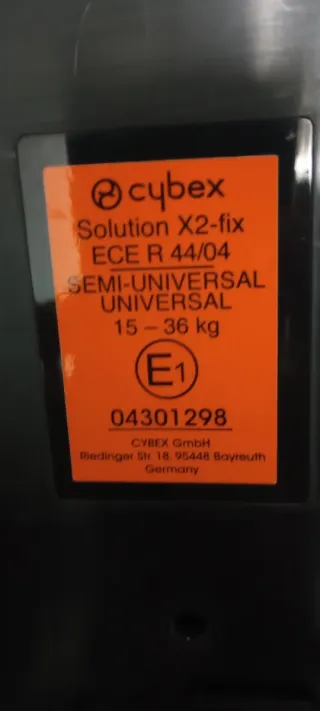 cybex
Solution X2-fix
ECE R 44/04
SEMI-UNIVERSAL
UNIVERSAL
15 – 36 kg
E1
04301298
CYBEX GmbH
Riedinger Str. 18, 95448 Bayreuth
Germany